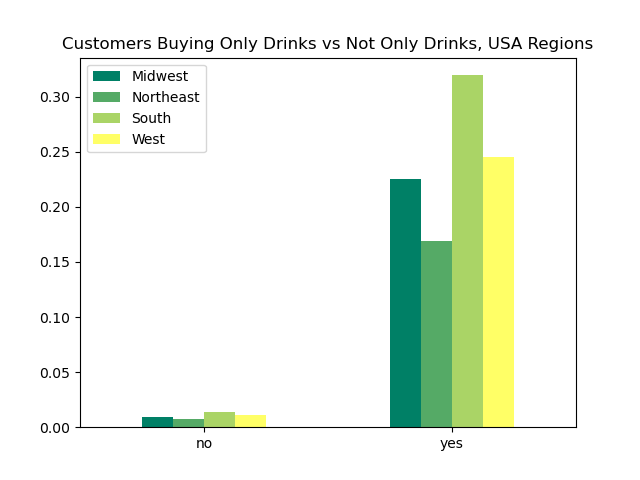 Customers Buying Only Drinks vs Not Only Drinks, USA Regions
Midwest
Northeast
South
West
0.30
0.25
0.20
0.15
0.10
0.05
0.00
no yes